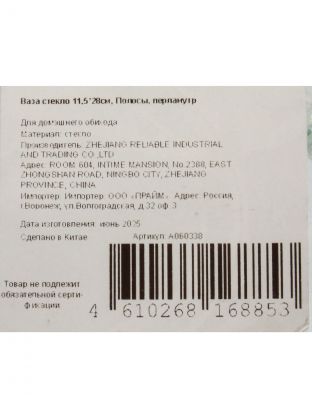 Ваза стекло 11,5*28см, Полосы, перламутр
Для домашнего обихода
Материал: стекло
Производитель: ZHEJIANG RELIABLE INDUSTRIAL
AND TRADING CO.,LTD
Адрес: ROOM 604, INTIME MANSION, No.2368, EAST
ZHONGSHAN ROAD, NINGBO CITY, ZHEJIANG
PROVINCE, CHINA
Импортер: Импортер: ООО «ПРАЙМ». Адрес: Россия,
г.Воронеж, ул.Волгоградская, д.32 оф.3
Дата изготовления: июнь
Сделано в Китае Артикул: A060338
Товар не подлежит
обязательной серти-
фикации
4 610268 168853